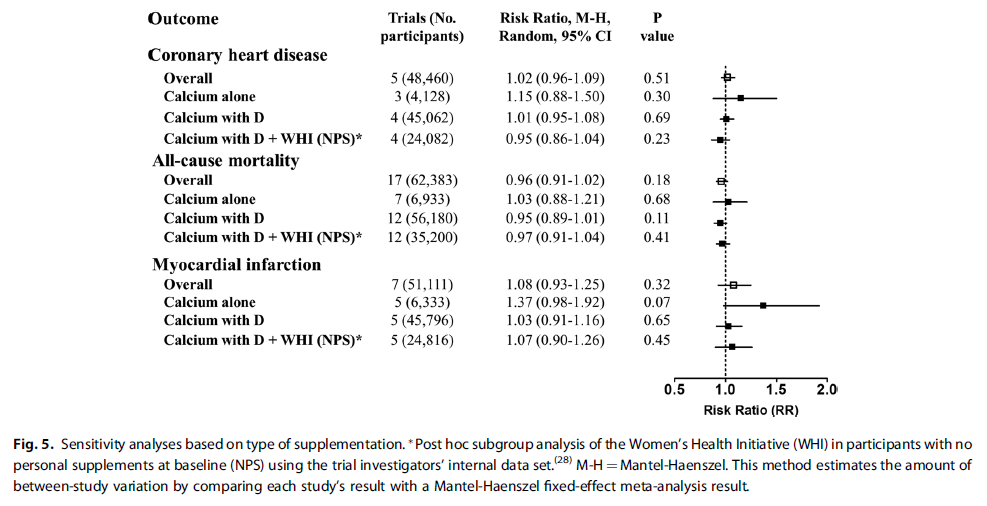 Outcome Trials (No. participants) Risk Ratio, M-H, Random, 95% CI P value
Coronary heart disease
Overall 5 (48,460) 1.02 (0.96-1.09) 0.51
Calcium alone 3 (4,128) 1.15 (0.88-1.50) 0.30
Calcium with D 4 (45,062) 1.01 (0.95-1.08) 0.69
Calcium with D + WHI (NPS)* 4 (24,082) 0.95 (0.86-1.04) 0.23
All-cause mortality
Overall 17 (62,383) 0.96 (0.91-1.02) 0.18
Calcium alone 7 (6,933) 1.03 (0.88-1.21) 0.68
Calcium with D 12 (56,180) 0.95 (0.89-1.01) 0.11
Calcium with D + WHI (NPS)* 12 (35,200) 0.97 (0.91-1.04) 0.41
Myocardial infarction
Overall 7 (51,111) 1.08 (0.93-1.25) 0.32
Calcium alone 5 (6,333) 1.37 (0.98-1.92) 0.07
Calcium with D 5 (45,796) 1.03 (0.91-1.16) 0.65
Calcium with D + WHI (NPS)* 5 (24,816) 1.07 (0.90-1.26) 0.45
0.5 1.0 1.5 2.0
Risk Ratio (RR)
Fig. 5. Sensitivity analyses based on type of supplementation. *Post hoc subgroup analysis of the Women's Health Initiative (WHI) in participants with no
personal supplements at baseline (NPS) using the trial investigators' internal data set.(28) M-H = Mantel-Haenszel. This method estimates the amount of
between-study variation by comparing each study's result with a Mantel-Haenszel fixed-effect meta-analysis result.